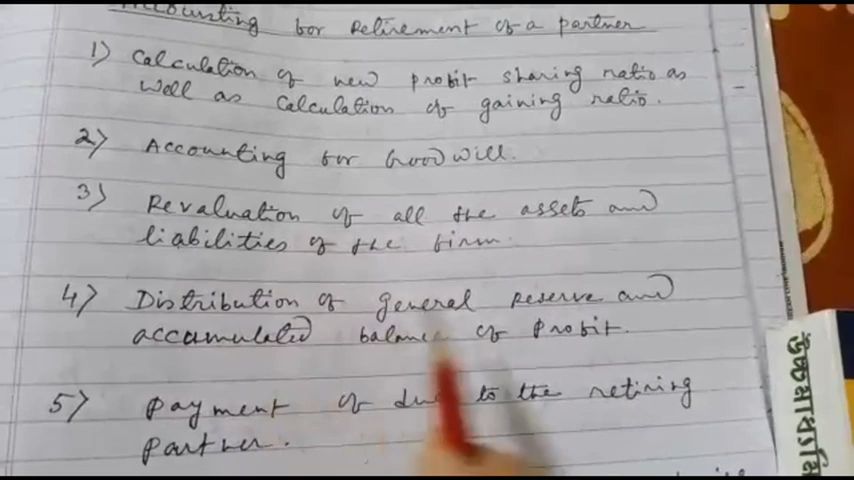 Accounting for Retirement of a partner
1) Calculation of new profit sharing ratio as
well as calculation of gaining ratio.
2) Accounting for Goodwill.
3) Revaluation of all the assets and
liabilities of the firm.
4) Distribution of general reserve and
accumulated balance of profit.
5) Payment of due to the retiring
partner.